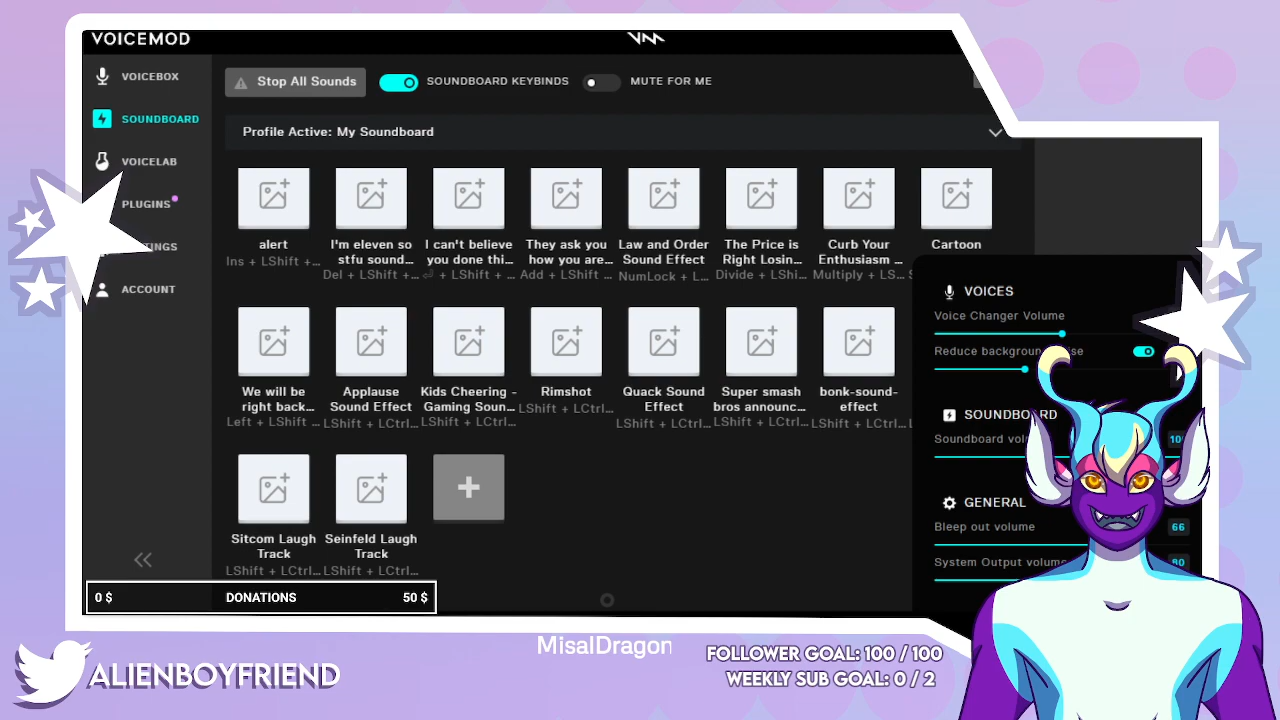 VOICEMOD
VOICEBOX
SOUNDBOARD
VOICELAB
PLUGINS
ACCOUNT
Stop All Sounds
SOUNDBOARD KEYBINDS
MUTE FOR ME
Profile Active: My Soundboard
alert
Ins + LShift +...
I'm eleven so
stfu sound...
Del + LShift +...
I can't believe
you done thi...
+ LShift + ...
They ask you
how you are...
Add + LShift + ...
Law and Order
Sound Effect
NumLock + L...
The Price is
Right Losin...
Divide + LShi...
Curb Your
Enthusiasm ...
Multiply + LS...
Cartoon
We will be
right back...
Left + LShift ...
Applause
Sound Effect
LShift + LCtrl...
Kids Cheering -
Gaming Soun...
LShift + LCtrl...
Rimshot
LShift + LCtrl...
Quack Sound
Effect
LShift + LCtrl...
Super smash
bros announc...
LShift + LCtrl...
bonk-sound-
effect
LShift + LCtrl...
Sitcom Laugh
Track
LShift + LCtrl...
Seinfeld Laugh
Track
LShift + LCtrl...
VOICES
Voice Changer Volume
Reduce background
SOUNDBOARD
Soundboard
GENERAL
Bleep out volume
66
System Output volume
80
0 $
DONATIONS
50 $
MisalDragon
ALIENBOYFRIEND
FOLLOWER GOAL: 100 / 100
WEEKLY SUB GOAL: 0 / 2